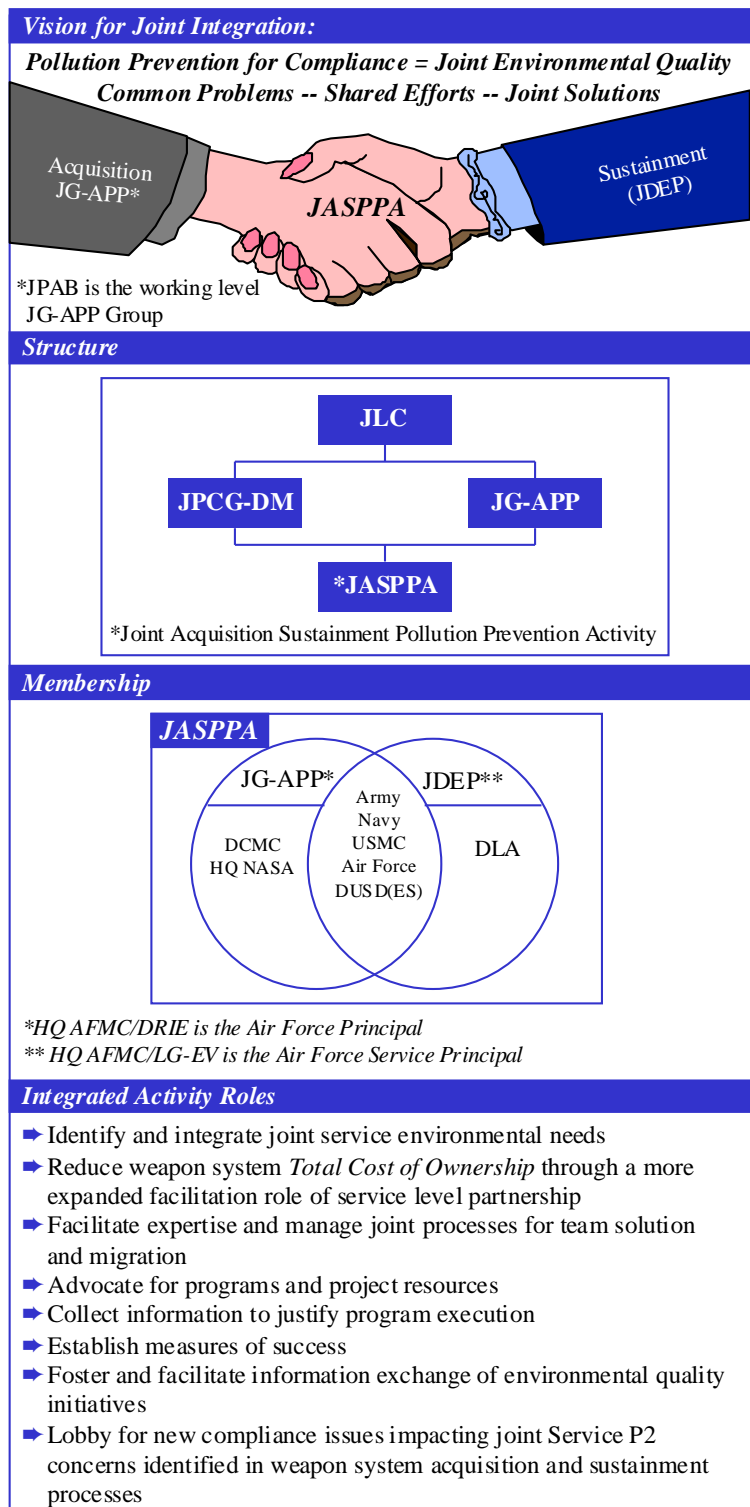 Vision for Joint Integration:
Pollution Prevention for Compliance = Joint Environmental Quality
Common Problems -- Shared Efforts -- Joint Solutions
Acquisition
JG-APP*
JASPPA
Sustainment
(JDEP)
*JPAB is the working level
JG-APP Group
Structure
JLC
JPCG-DM
JG-APP
*JASPPA
*Joint Acquisition Sustainment Pollution Prevention Activity
Membership
JASPPA
JG-APP*
DCMC
HQ NASA
Army
Navy
USMC
Air Force
DUSD(ES)
JDEP**
DLA
*HQ AFMC/DRIE is the Air Force Principal
** HQ AFMC/LG-EV is the Air Force Service Principal
Integrated Activity Roles
➨ Identify and integrate joint service environmental needs
➨ Reduce weapon system Total Cost of Ownership through a more
expanded facilitation role of service level partnership
➨ Facilitate expertise and manage joint processes for team solution
and migration
➨ Advocate for programs and project resources
➨ Collect information to justify program execution
➨ Establish measures of success
➨ Foster and facilitate information exchange of environmental quality
initiatives
➨ Lobby for new compliance issues impacting joint Service P2
concerns identified in weapon system acquisition and sustainment
processes